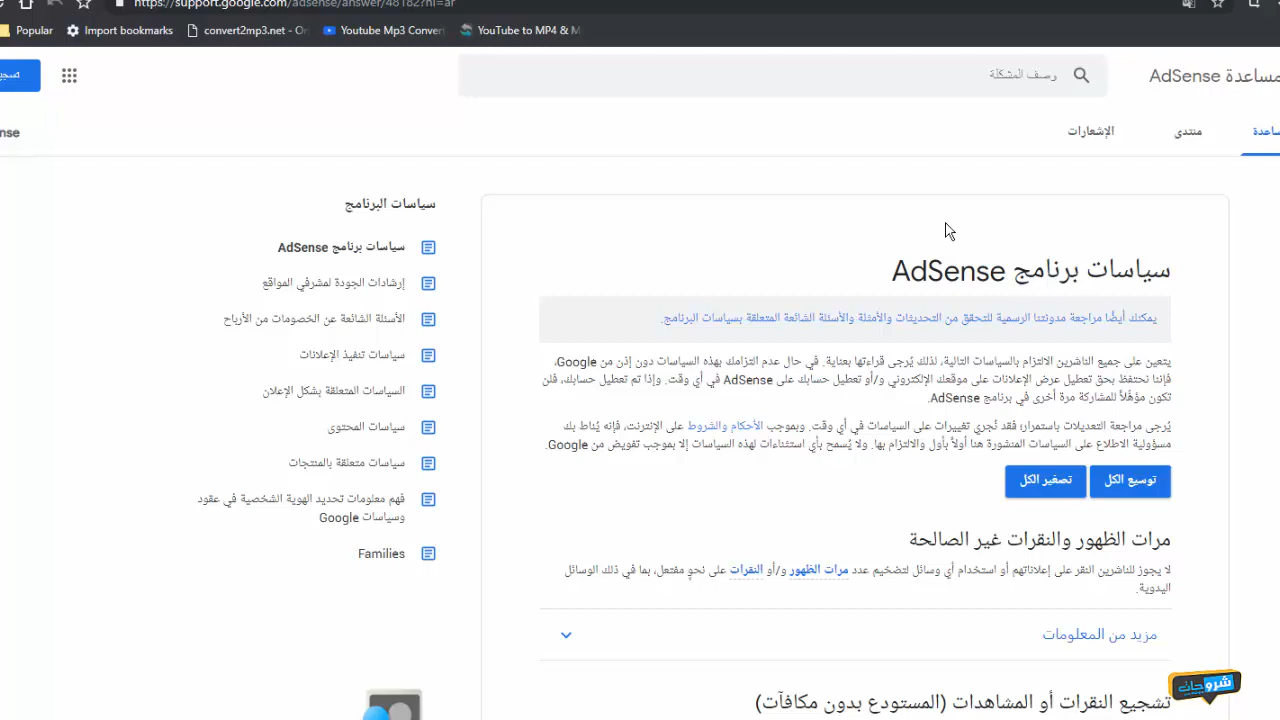 https://support.google.com/adsense/answer/48182?hl=ar
Popular
Import bookmarks
convert2mp3.net - On
Youtube Mp3 Conver
YouTube to MP4 & M
مساعدة AdSense
وصف المشكلة
تسجي
ساعدة
منتدى
الإشعارات
nse
سياسات البرنامج
سياسات برنامج AdSense
إرشادات الجودة لمشرفي المواقع
الأسئلة الشائعة عن الخصومات من الأرباح
سياسات تنفيذ الإعلانات
السياسات المتعلقة بشكل الإعلان
سياسات المحتوى
سياسات متعلقة بالمنتجات
فهم معلومات تحديد الهوية الشخصية في عقود
وسياسات Google
Families
سياسات برنامج AdSense
يمكنك أيضًا مراجعة مدونتنا الرسمية للتحقق من التحديثات والأمثلة والأسئلة الشائعة المتعلقة بسياسات البرنامج.
يتعين على جميع الناشرين الالتزام بالسياسات التالية، لذلك يُرجى قراءتها بعناية. في حال عدم التزامك بهذه السياسات دون إذن من Google،
فإننا نحتفظ بحق تعطيل عرض الإعلانات على موقعك الإلكتروني و/أو تعطيل حسابك على AdSense في أي وقت. وإذا تم تعطيل حسابك، فلن
تكون مؤهّلاً للمشاركة مرة أخرى في برنامج AdSense.
يُرجى مراجعة التعديلات باستمرار؛ فقد نُجري تغييرات على السياسات في أي وقت. وبموجب الأحكام والشروط على الإنترنت، فإنه يُناط بك
مسؤولية الاطلاع على السياسات المنشورة هنا أولاً بأول والالتزام بها. ولا يُسمح بأي استثناءات لهذه السياسات إلا بموجب تفويض من Google.
توسيع الكل
تصغير الكل
مرات الظهور والنقرات غير الصالحة
لا يجوز للناشرين النقر على إعلاناتهم أو استخدام أي وسائل لتضخيم عدد مرات الظهور و/أو النقرات على نحوٍ مفتعل، بما في ذلك الوسائل
اليدوية.
مزيد من المعلومات
تشجيع النقرات أو المشاهدات (المستودع بدون مكافآت)
شروحات